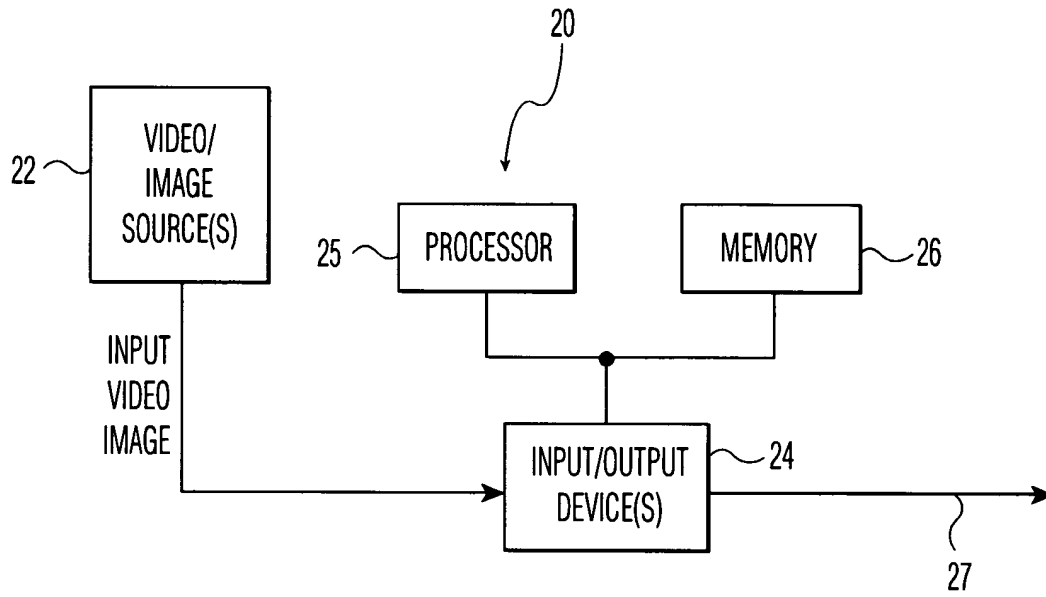 20
VIDEO/
IMAGE
SOURCE(S)
22
25
PROCESSOR
MEMORY
26
INPUT
VIDEO
IMAGE
INPUT/OUTPUT
DEVICE(S)
24
27